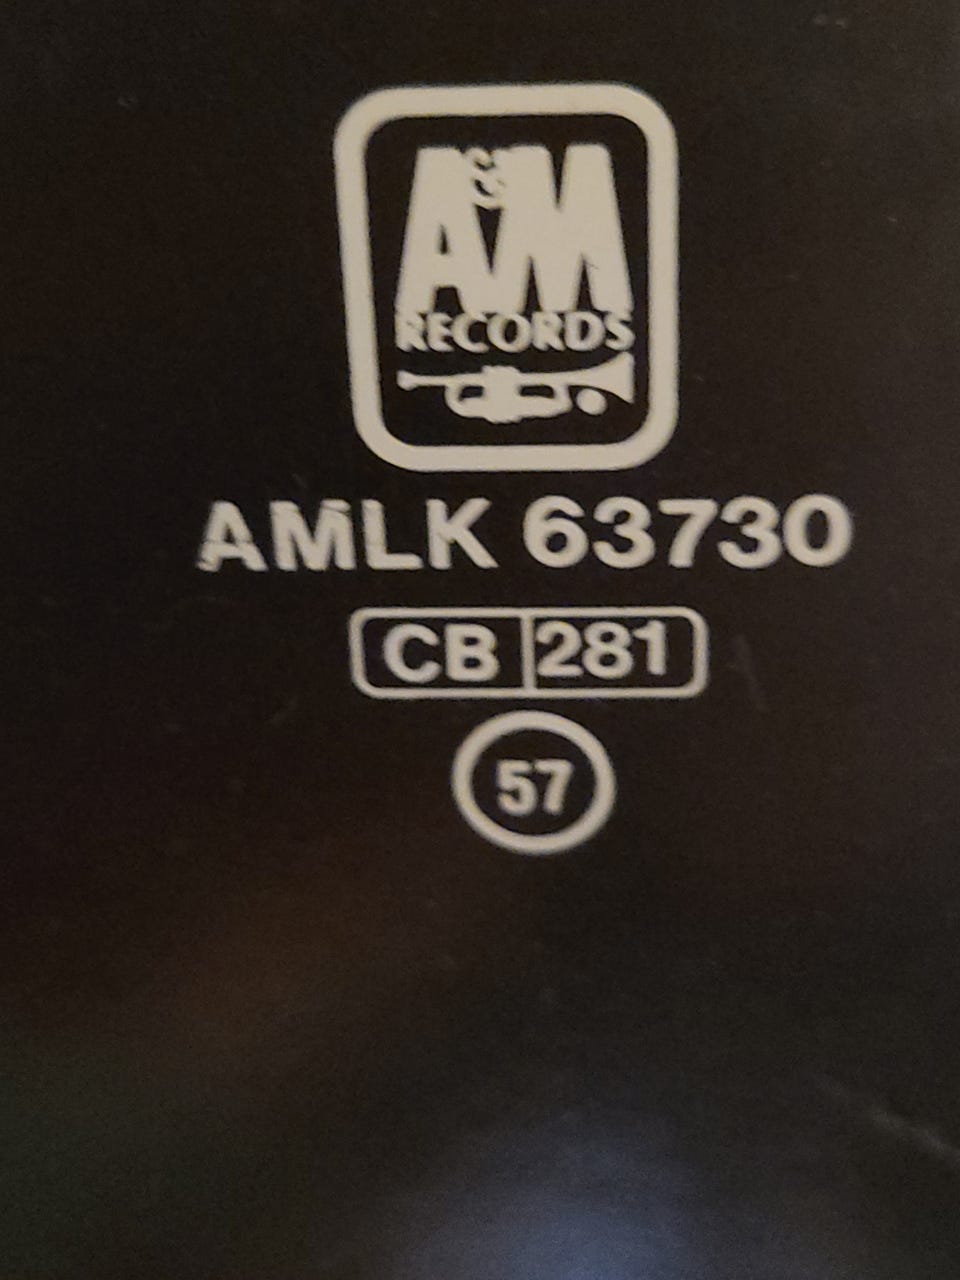 A&M
RECORDS
AMLK 63730
CB 281
57